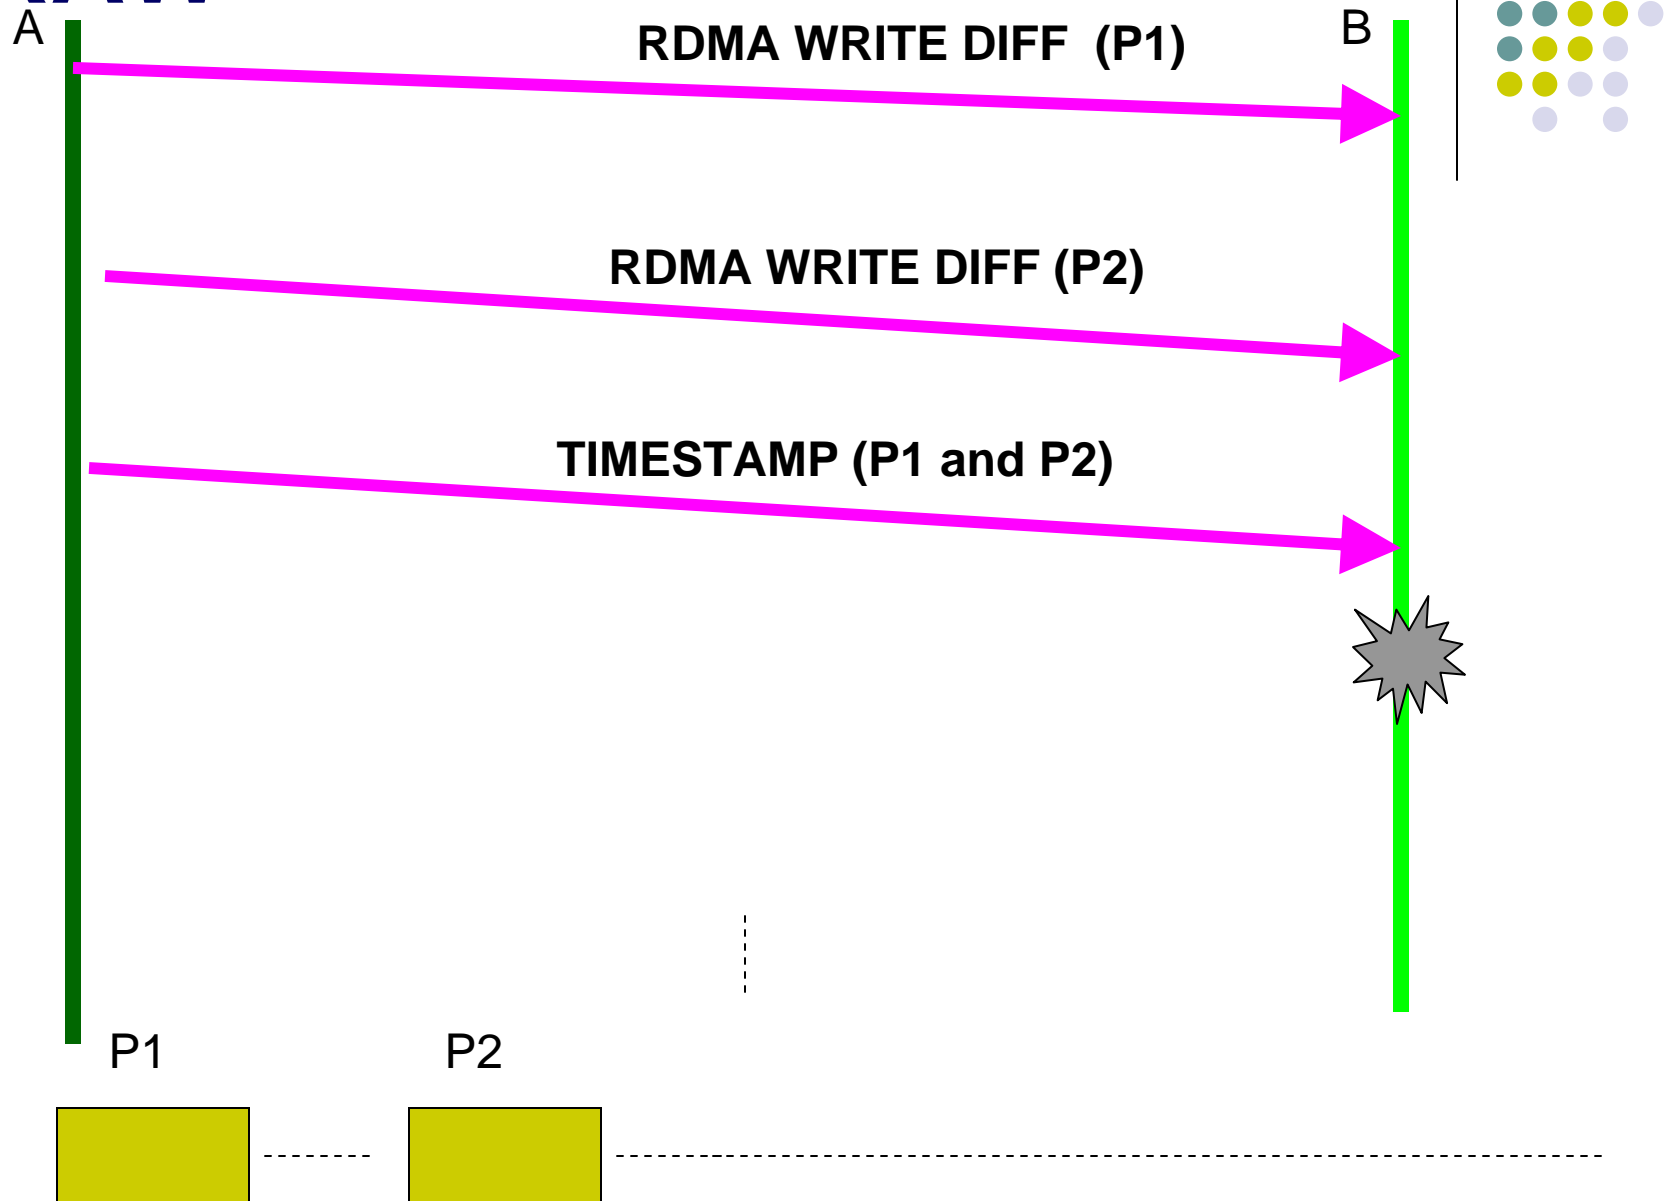 A
RDMA WRITE DIFF (P1)
B
RDMA WRITE DIFF (P2)
TIMESTAMP (P1 and P2)
P1
P2